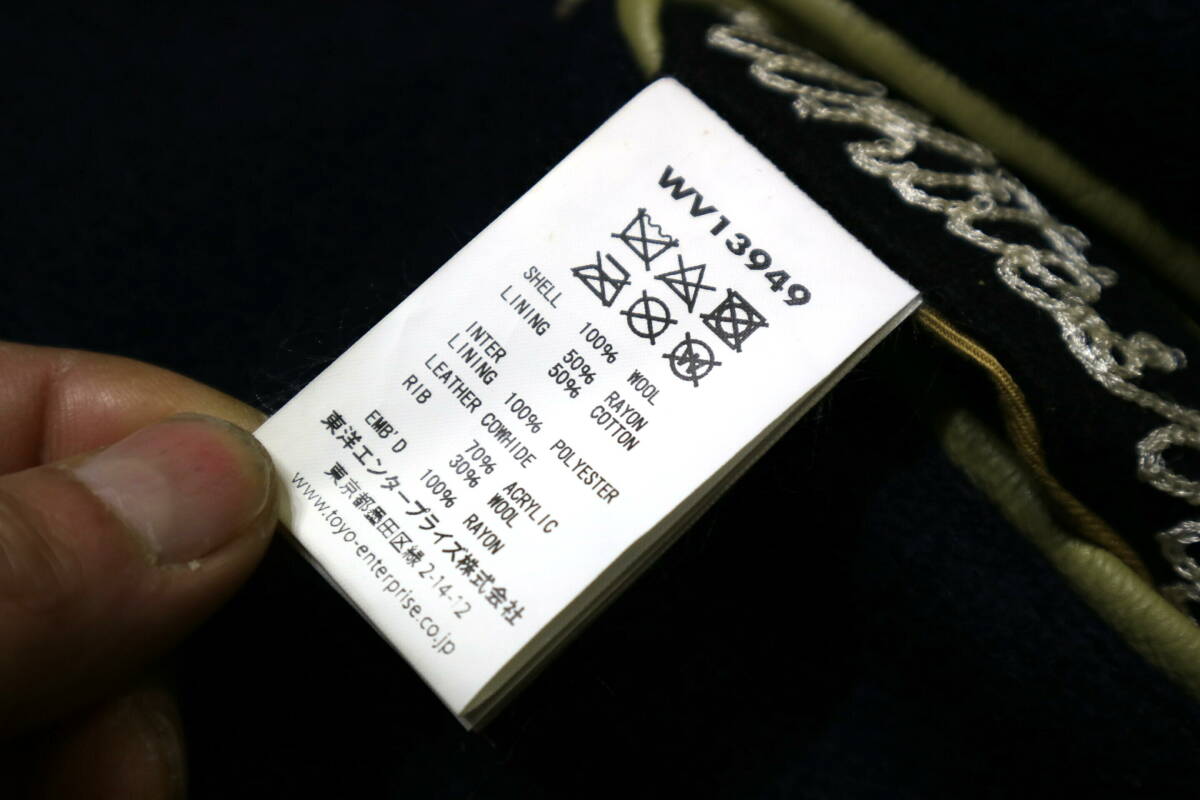 WV13949
SHELL 100% WOOL
LINING 50% RAYON
50% COTTON
INTER
LINING 100% POLYESTER
LEATHER COWHIDE
RIB 70% ACRYLIC
30% WOOL
EMB'D 100% RAYON
東洋エンタープライズ株式会社
東京都墨田区緑 2-14-12
www.toyo-enterprise.co.jp